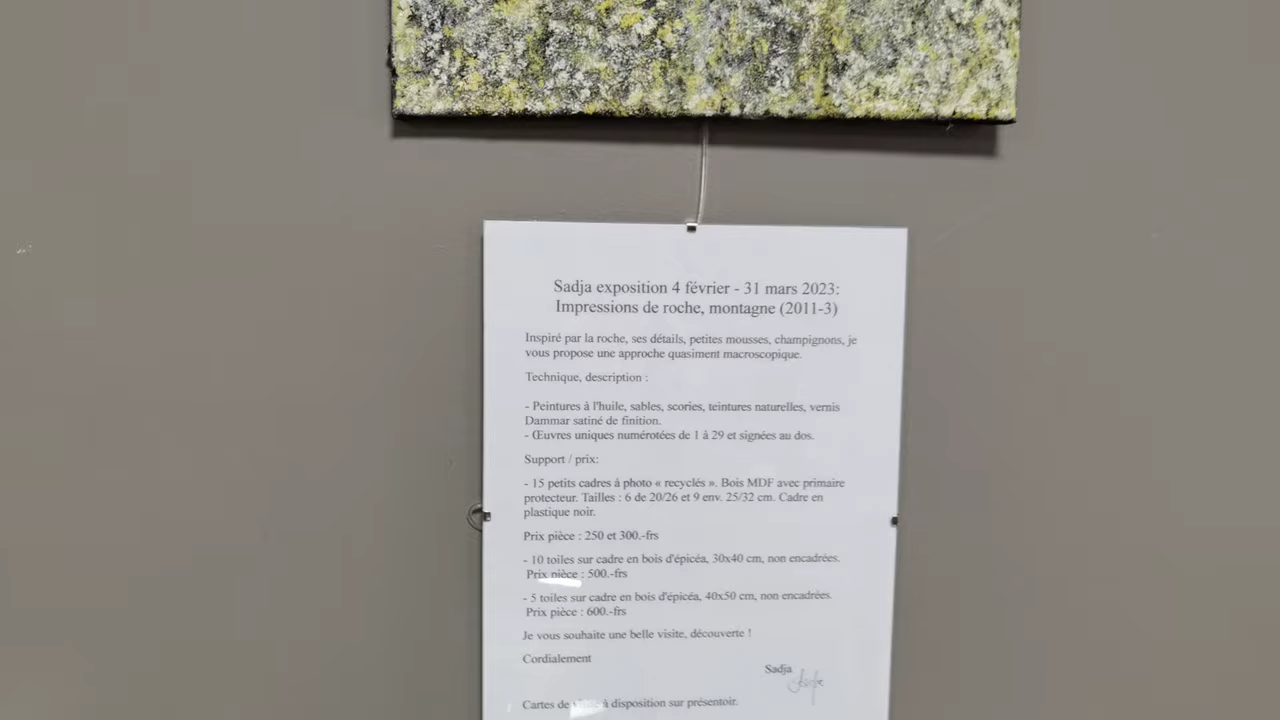 Sadja exposition 4 février - 31 mars 2023:
Impressions de roche, montagne (2011-3)
Inspiré par la roche, ses détails, petites mousses, champignons, je
vous propose une approche quasiment macroscopique.
Technique, description :
- Peintures à l'huile, sables, scories, teintures naturelles, vernis
Dammar satiné de finition.
- Œuvres uniques numérotées de 1 à 29 et signées au dos.
Support / prix:
- 15 petits cadres à photo « recyclés ». Bois MDF avec primaire
protecteur. Tailles : 6 de 20/26 et 9 env. 25/32 cm. Cadre en
plastique noir.
Prix pièce : 250 et 300.-frs
- 10 toiles sur cadre en bois d'épicéa, 30x40 cm, non encadrées.
Prix pièce : 500.-frs
- 5 toiles sur cadre en bois d'épicéa, 40x50 cm, non encadrées.
Prix pièce : 600.-frs
Je vous souhaite une belle visite, découverte !
Cordialement
Sadja
Cartes de à disposition sur présentoir.